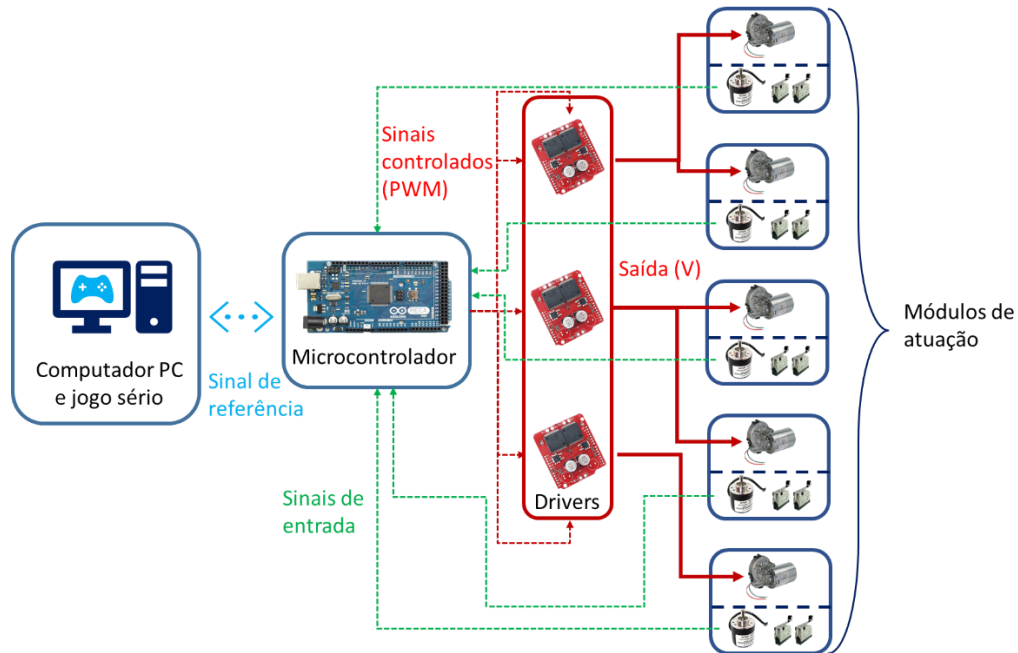 Sinais
controlados
(PWM)
Saída (V)
Módulos de
atuação
Microcontrolador
Computador PC
e jogo sério
Sinal de
referência
Sinais de
entrada
Drivers